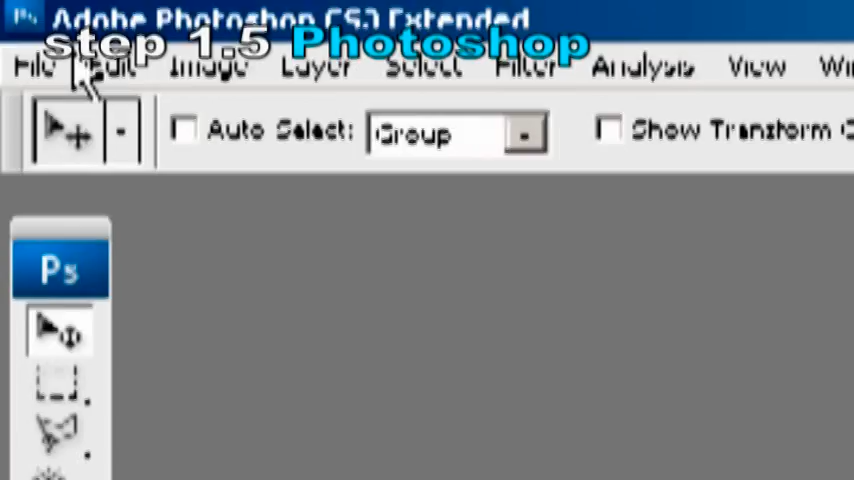 Adobe Photoshop CS3 Extended
step 1.5 Photoshop
File Edit Image Layer Select Filter Analysis View
Auto Select: Group Show Transform
Ps